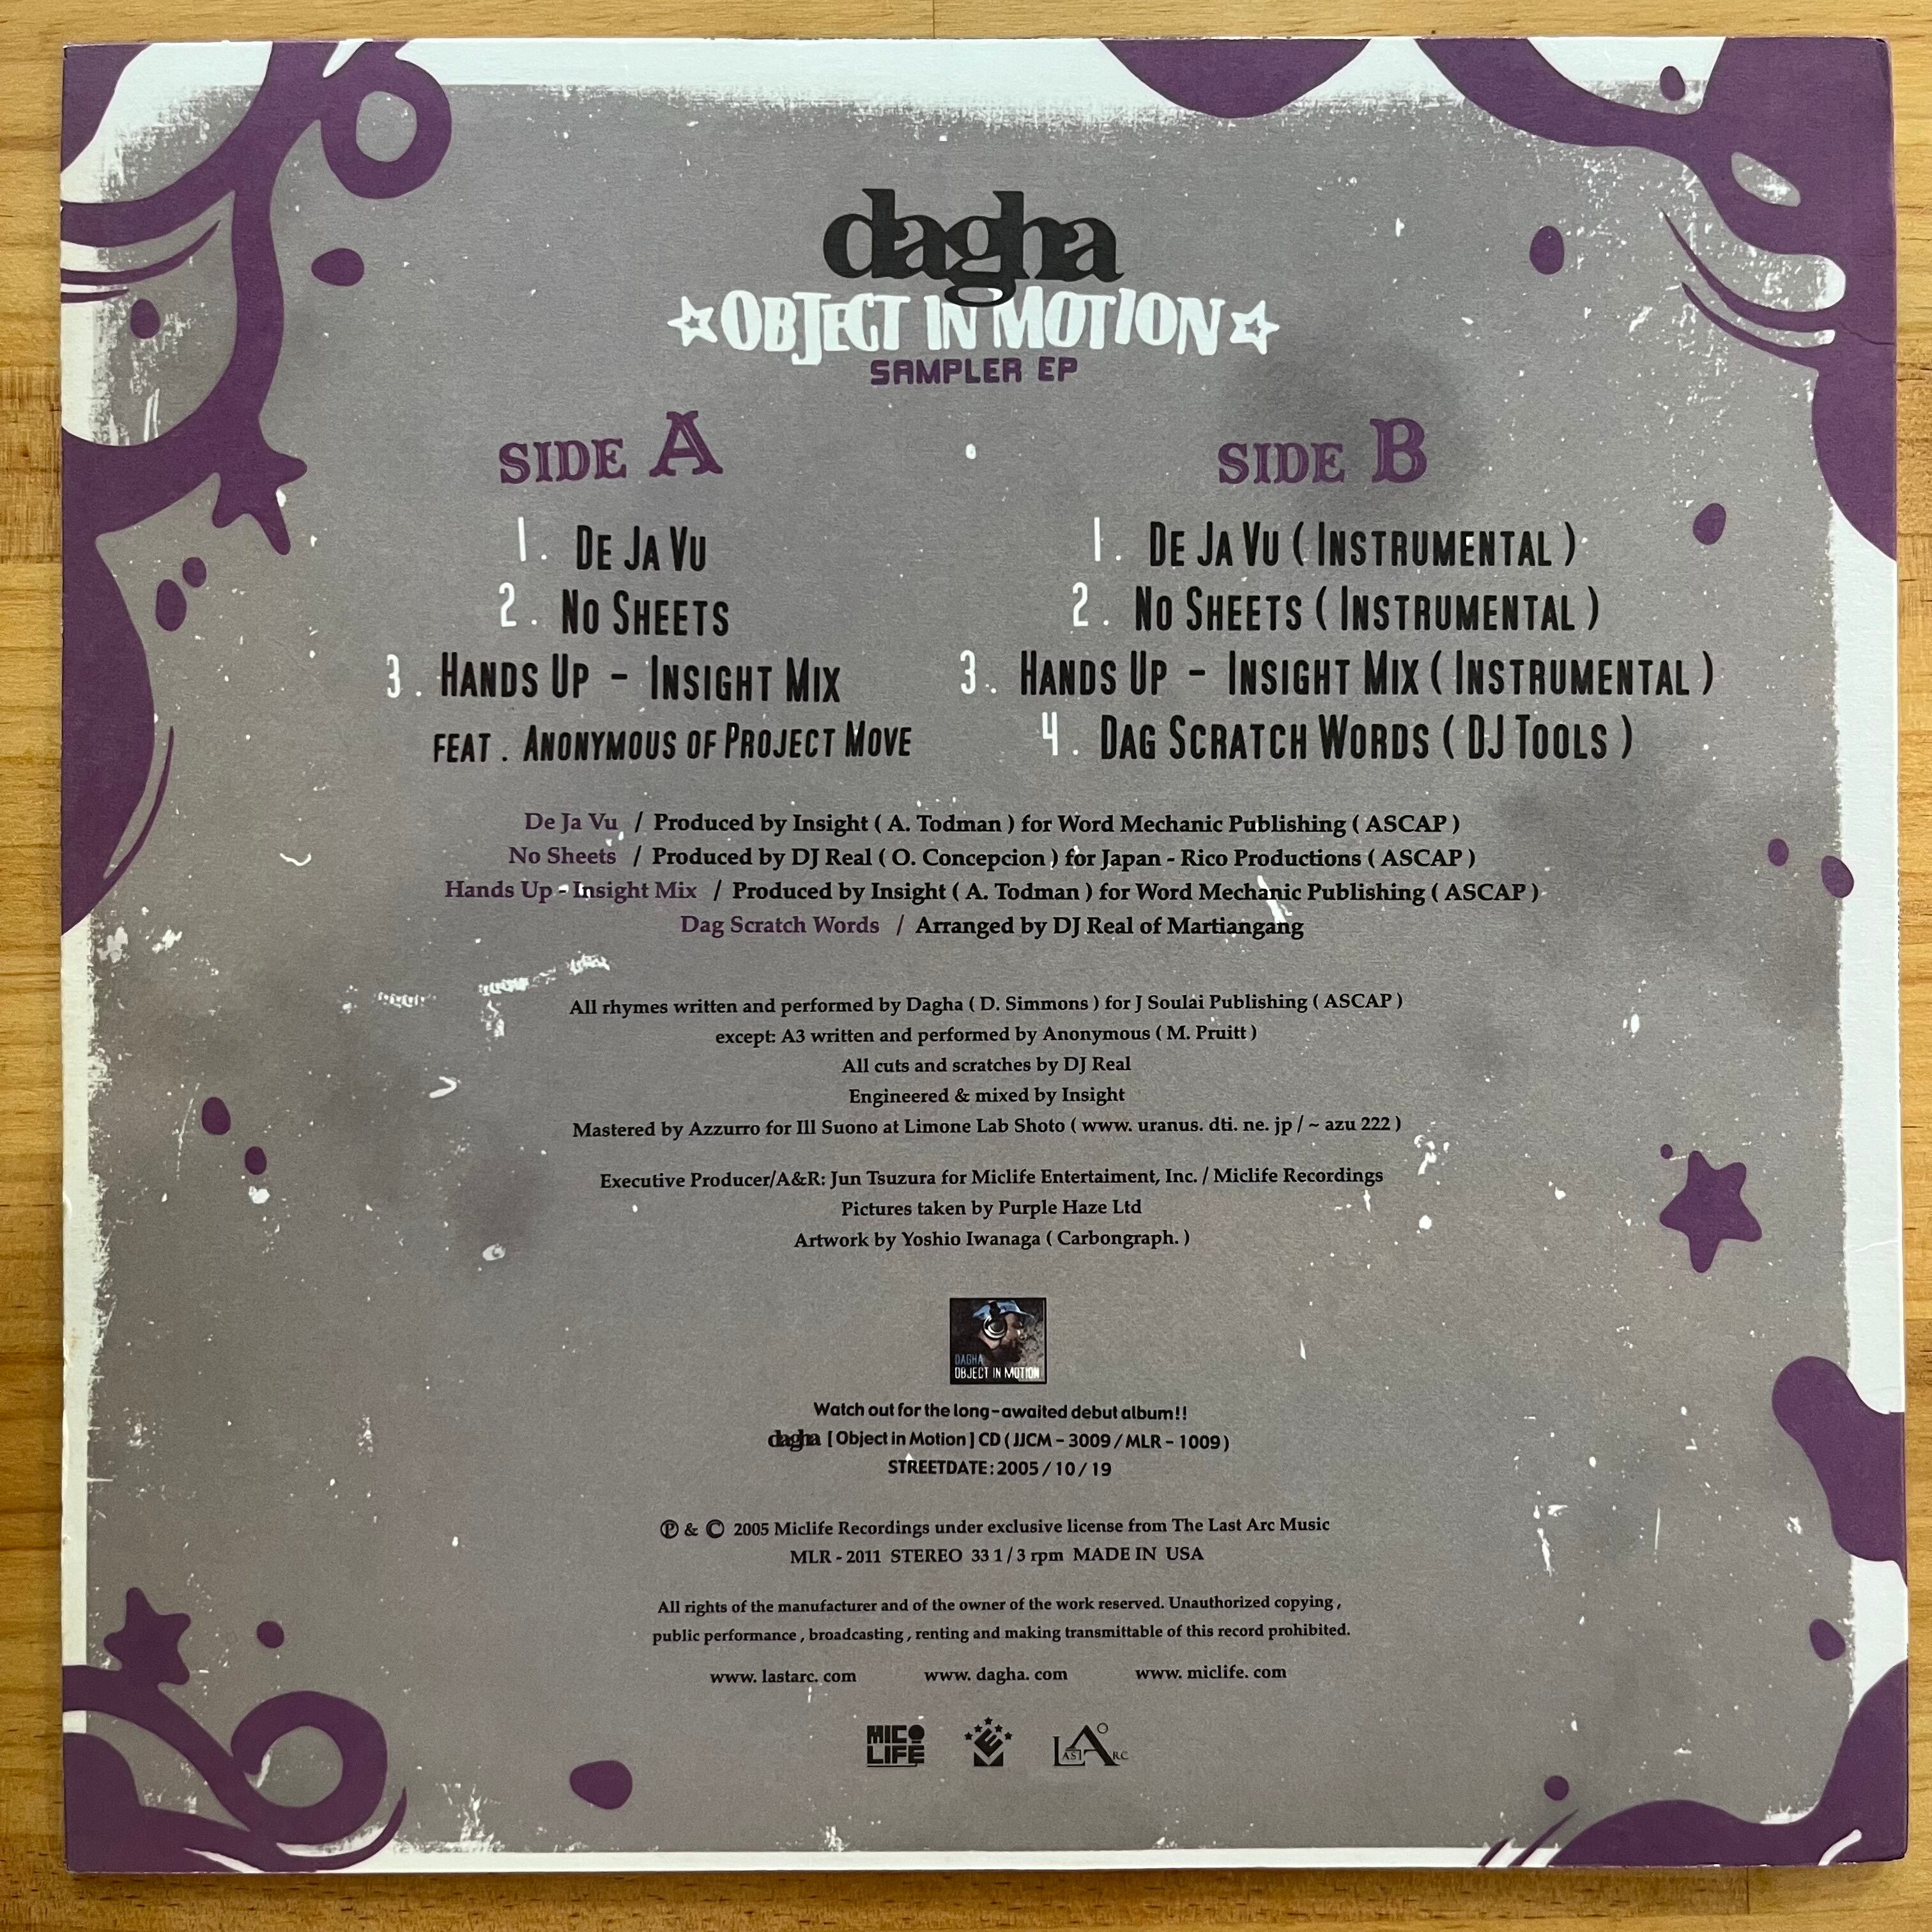 dagha
OBJECT IN MOTION
SAMPLER EP
SIDE A
1. DE JA VU
2. NO SHEETS
3. HANDS UP - INSIGHT MIX
FEAT. ANONYMOUS OF PROJECT MOVE
SIDE B
1. DE JA VU ( INSTRUMENTAL )
2. NO SHEETS ( INSTRUMENTAL )
3. HANDS UP - INSIGHT MIX ( INSTRUMENTAL )
4. DAG SCRATCH WORDS ( DJ TOOLS )
De Ja Vu / Produced by Insight ( A. Todman ) for Word Mechanic Publishing ( ASCAP )
No Sheets / Produced by DJ Real ( O. Concepcion ) for Japan - Rico Productions ( ASCAP )
Hands Up - Insight Mix / Produced by Insight ( A. Todman ) for Word Mechanic Publishing ( ASCAP )
Dag Scratch Words / Arranged by DJ Real of Martiangang
All rhymes written and performed by Dagha ( D. Simmons ) for J Soulai Publishing ( ASCAP )
except: A3 written and performed by Anonymous ( M. Pruitt )
All cuts and scratches by DJ Real
Engineered & mixed by Insight
Mastered by Azzurro for Ill Suono at Limone Lab Shoto ( www. uranus. dti. ne. jp / ~ azu 222 )
Executive Producer/A&R: Jun Tsuzura for Miclife Entertaiment, Inc. / Miclife Recordings
Pictures taken by Purple Haze Ltd
Artwork by Yoshio Iwanaga ( Carbongraph. )
DAGHA
OBJECT IN MOTION
Watch out for the long-awaited debut album!!
dagha [ Object in Motion ] CD ( JJCM - 3009 / MLR - 1009 )
STREETDATE : 2005 / 10 / 19
℗ & © 2005 Miclife Recordings under exclusive license from The Last Arc Music
MLR - 2011 STEREO 33 1 / 3 rpm MADE IN USA
All rights of the manufacturer and of the owner of the work reserved. Unauthorized copying ,
public performance , broadcasting , renting and making transmittable of this record prohibited.
www. lastarc. com www. dagha. com www. miclife. com
MIC LIFE
LAST ARC